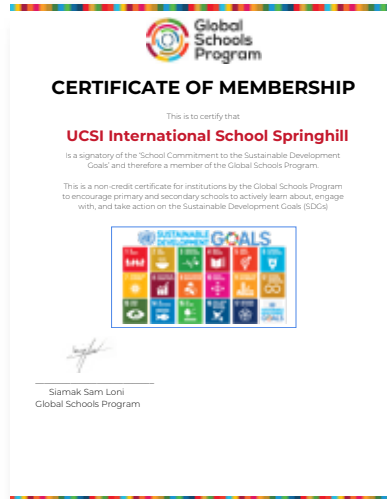 Global
Schools
Program
CERTIFICATE OF MEMBERSHIP
This is to certify that
UCSI International School Springhill
Is a signatory of the 'School Commitment to the Sustainable Development
Goals' and therefore a member of the Global Schools Program.
This is a non-credit certificate for institutions by the Global Schools Program
to encourage primary and secondary schools to actively learn about, engage
with, and take action on the Sustainable Development Goals (SDGs)
SUSTAINABLE
DEVELOPMENT GOALS
Siamak Sam Loni
Global Schools Program